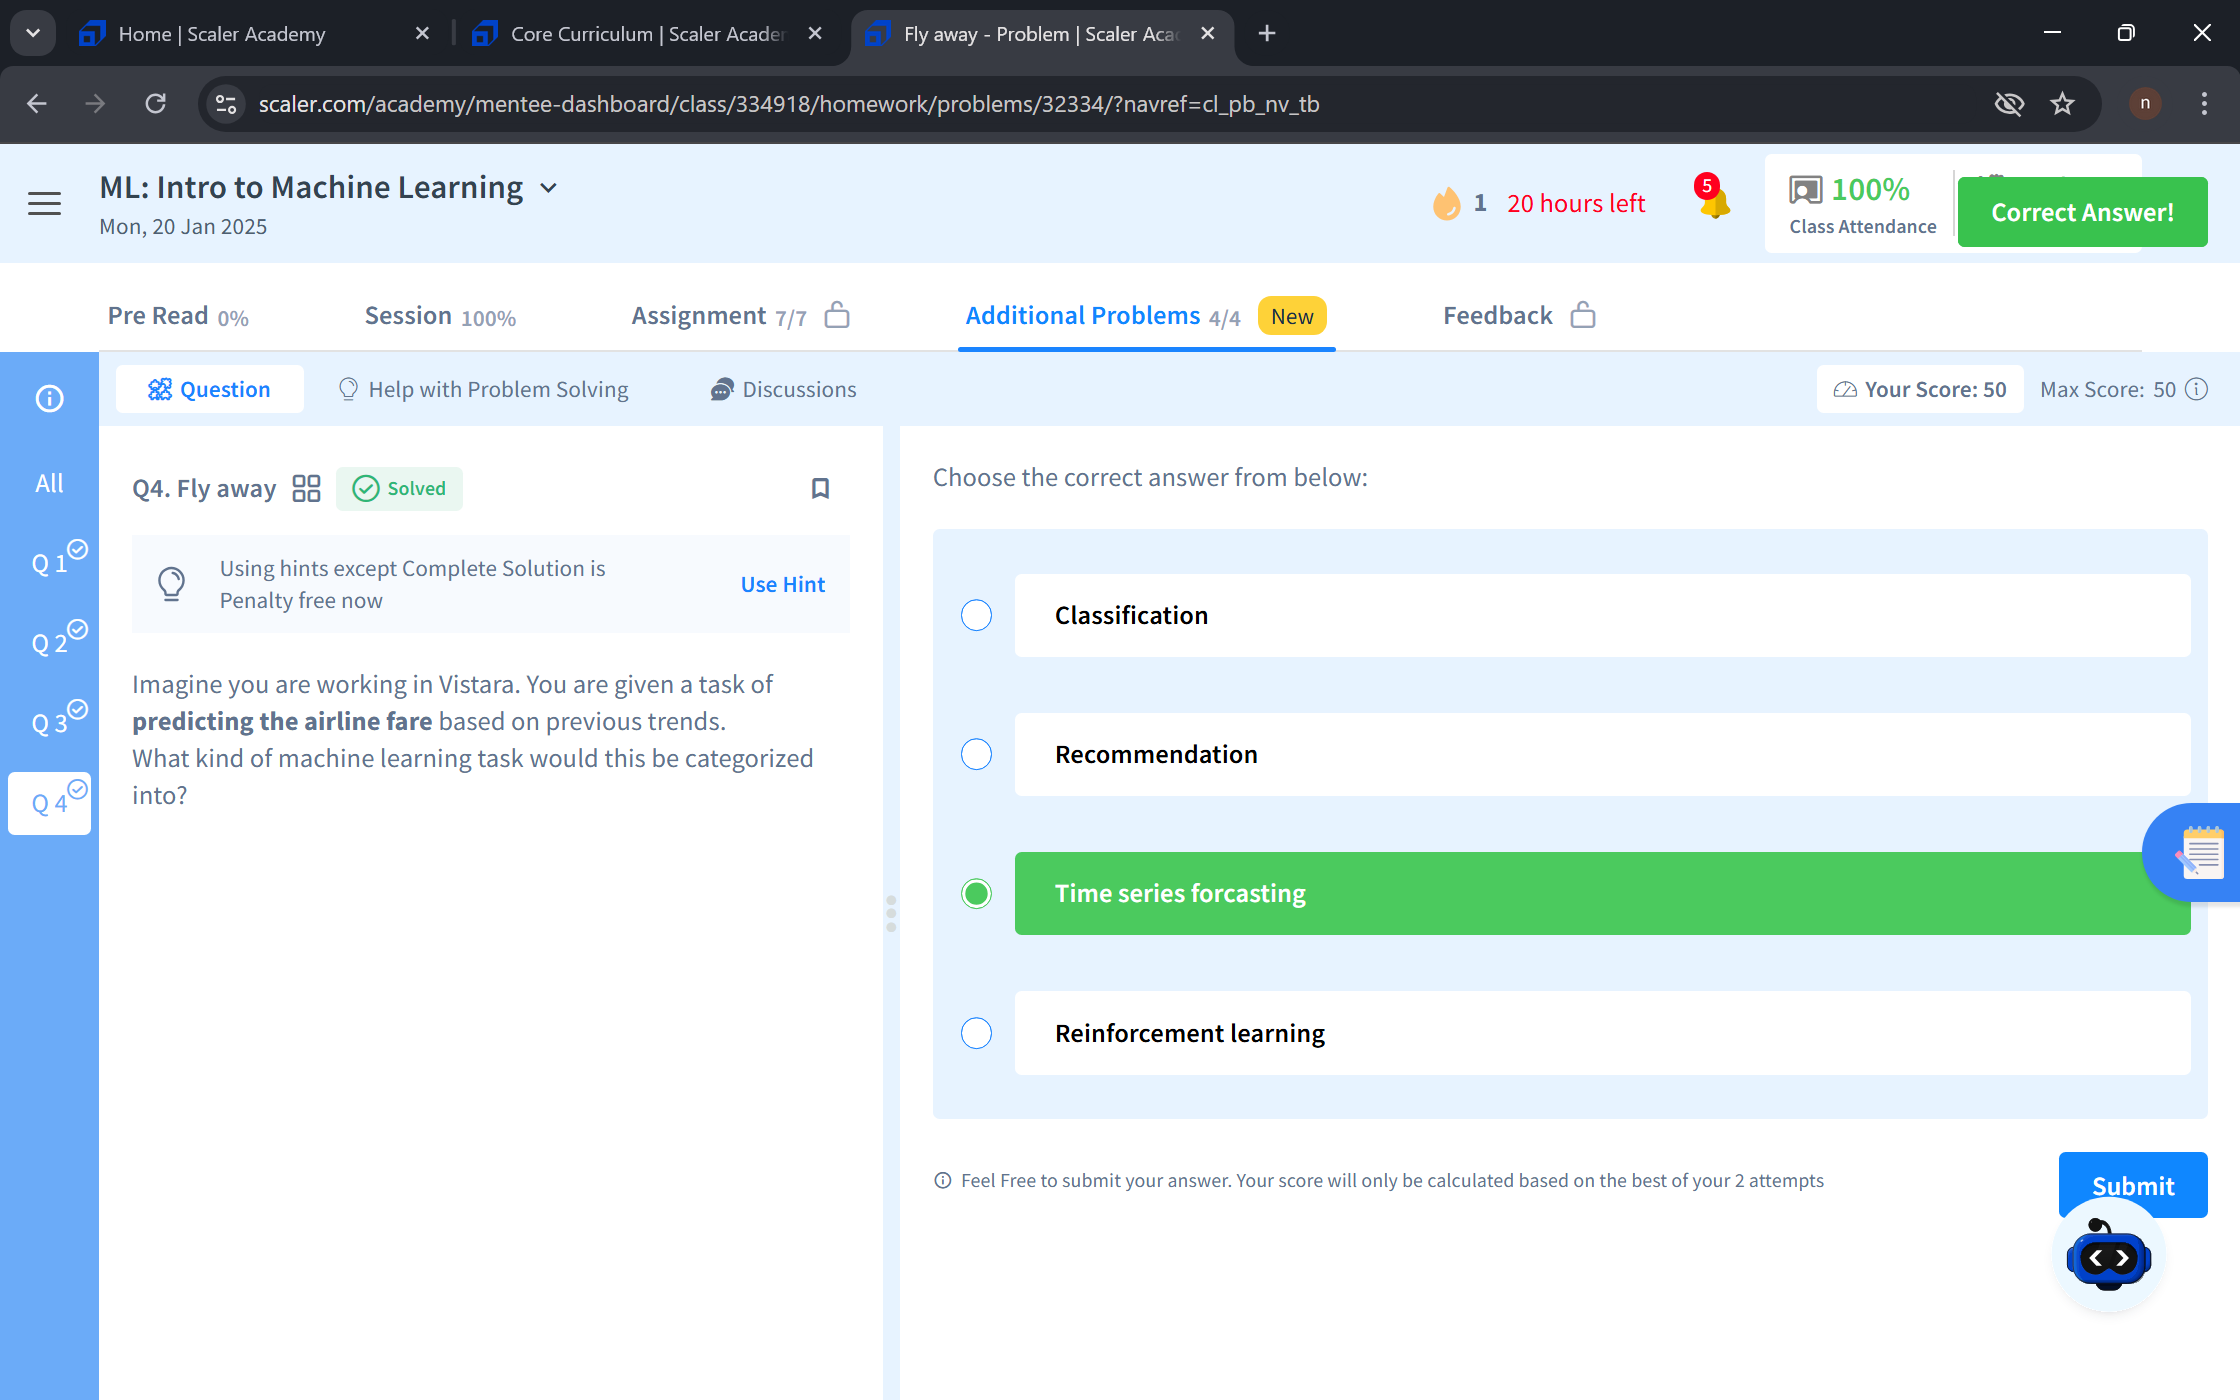 Home | Scaler Academy
Core Curriculum | Scaler Acader
Fly away - Problem | Scaler Aca
scaler.com/academy/mentee-dashboard/class/334918/homework/problems/32334/?navref=cl_pb_nv_tb
n
ML: Intro to Machine Learning
Mon, 20 Jan 2025
1 20 hours left
5
100%
Class Attendance
Correct Answer!
Pre Read 0%
Session 100%
Assignment 7/7
Additional Problems 4/4 New
Feedback
Question
Help with Problem Solving
Discussions
Your Score: 50
Max Score: 50
All
Q 1
Q 2
Q 3
Q 4
Q4. Fly away
Solved
Using hints except Complete Solution is
Penalty free now
Use Hint
Imagine you are working in Vistara. You are given a task of
predicting the airline fare based on previous trends.
What kind of machine learning task would this be categorized
into?
Choose the correct answer from below:
Classification
Recommendation
Time series forcasting
Reinforcement learning
Feel Free to submit your answer. Your score will only be calculated based on the best of your 2 attempts
Submit